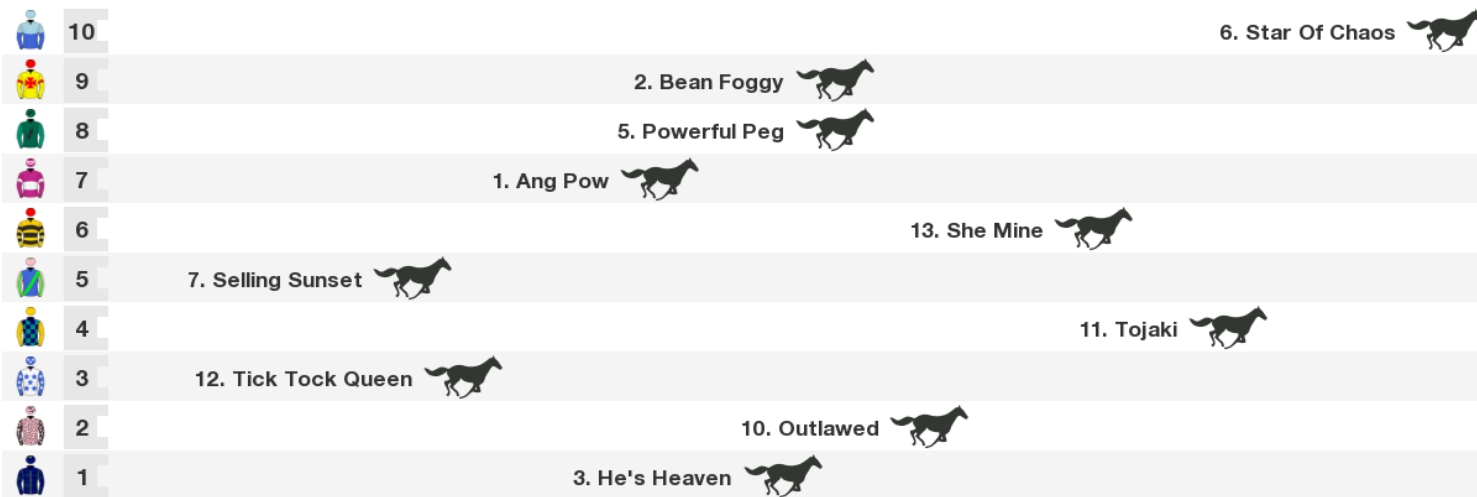 10 6. Star Of Chaos
9 2. Bean Foggy
8 5. Powerful Peg
7 1. Ang Pow
6 13. She Mine
5 7. Selling Sunset
4 11. Tojaki
3 12. Tick Tock Queen
2 10. Outlawed
1 3. He's Heaven